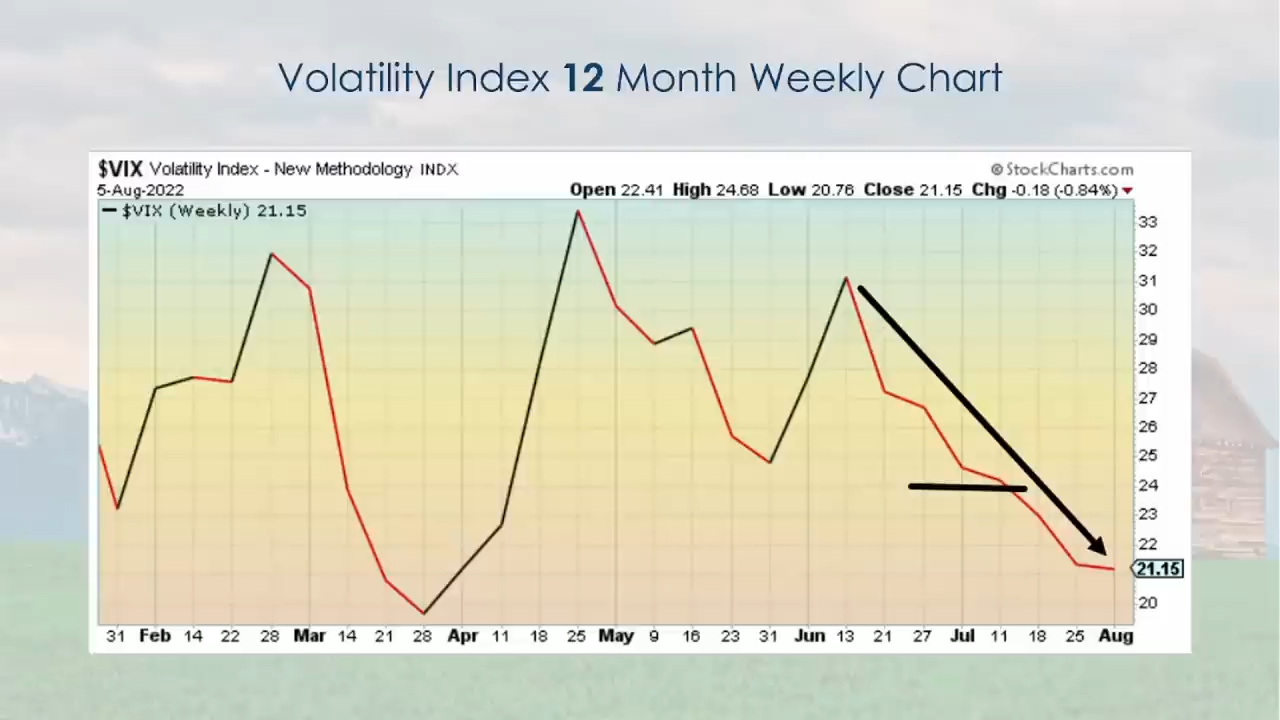 Volatility Index 12 Month Weekly Chart
$VIX Volatility Index - New Methodology INDX © StockCharts.com
5-Aug-2022 Open 22.41 High 24.68 Low 20.76 Close 21.15 Chg -0.18 (-0.84%)
$VIX (Weekly) 21.15
33
32
31
30
29
28
27
26
25
24
23
22
21.15
20
31 Feb 14 22 28 Mar 14 21 28 Apr 11 18 25 May 9 16 23 31 Jun 13 21 27 Jul 11 18 25 Aug